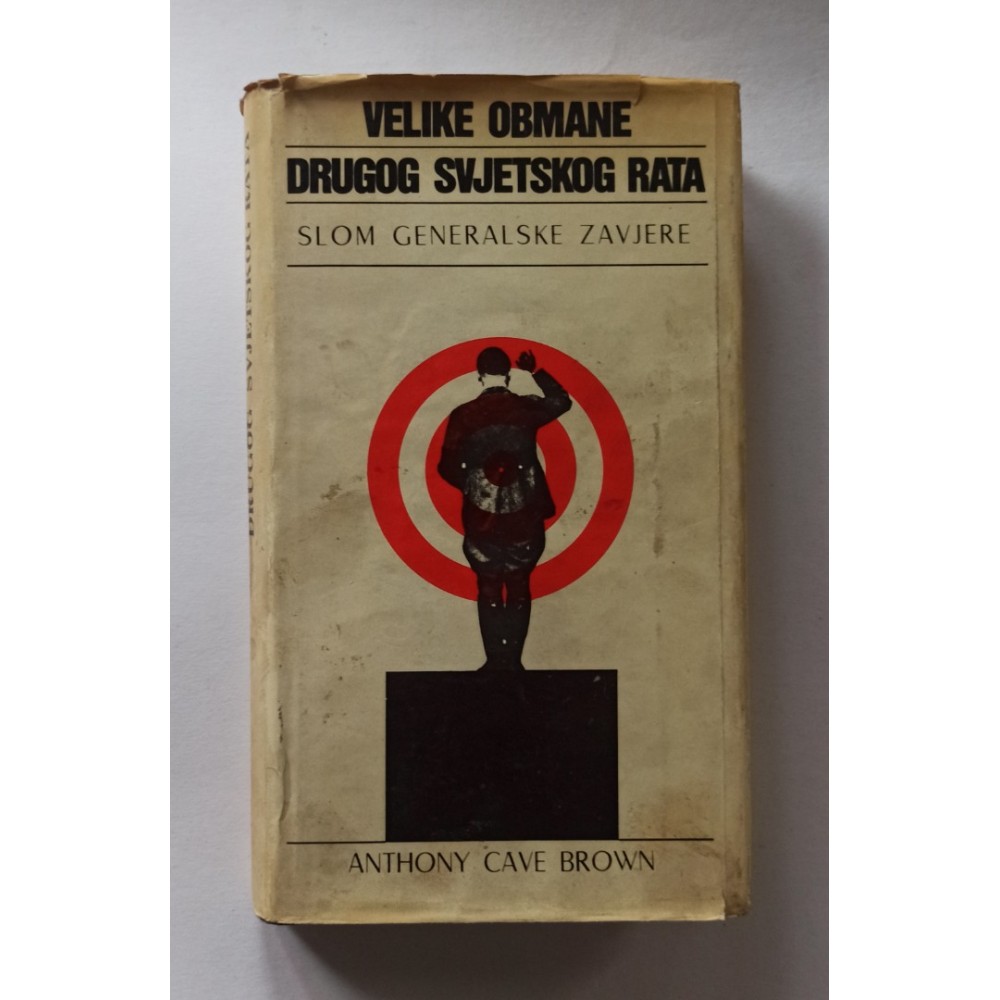 VELIKE OBMANE
DRUGOG SVJETSKOG RATA
SLOM GENERALSKE ZAVJERE
ANTHONY CAVE BROWN
DRUGOG SVJETSKOG RATA